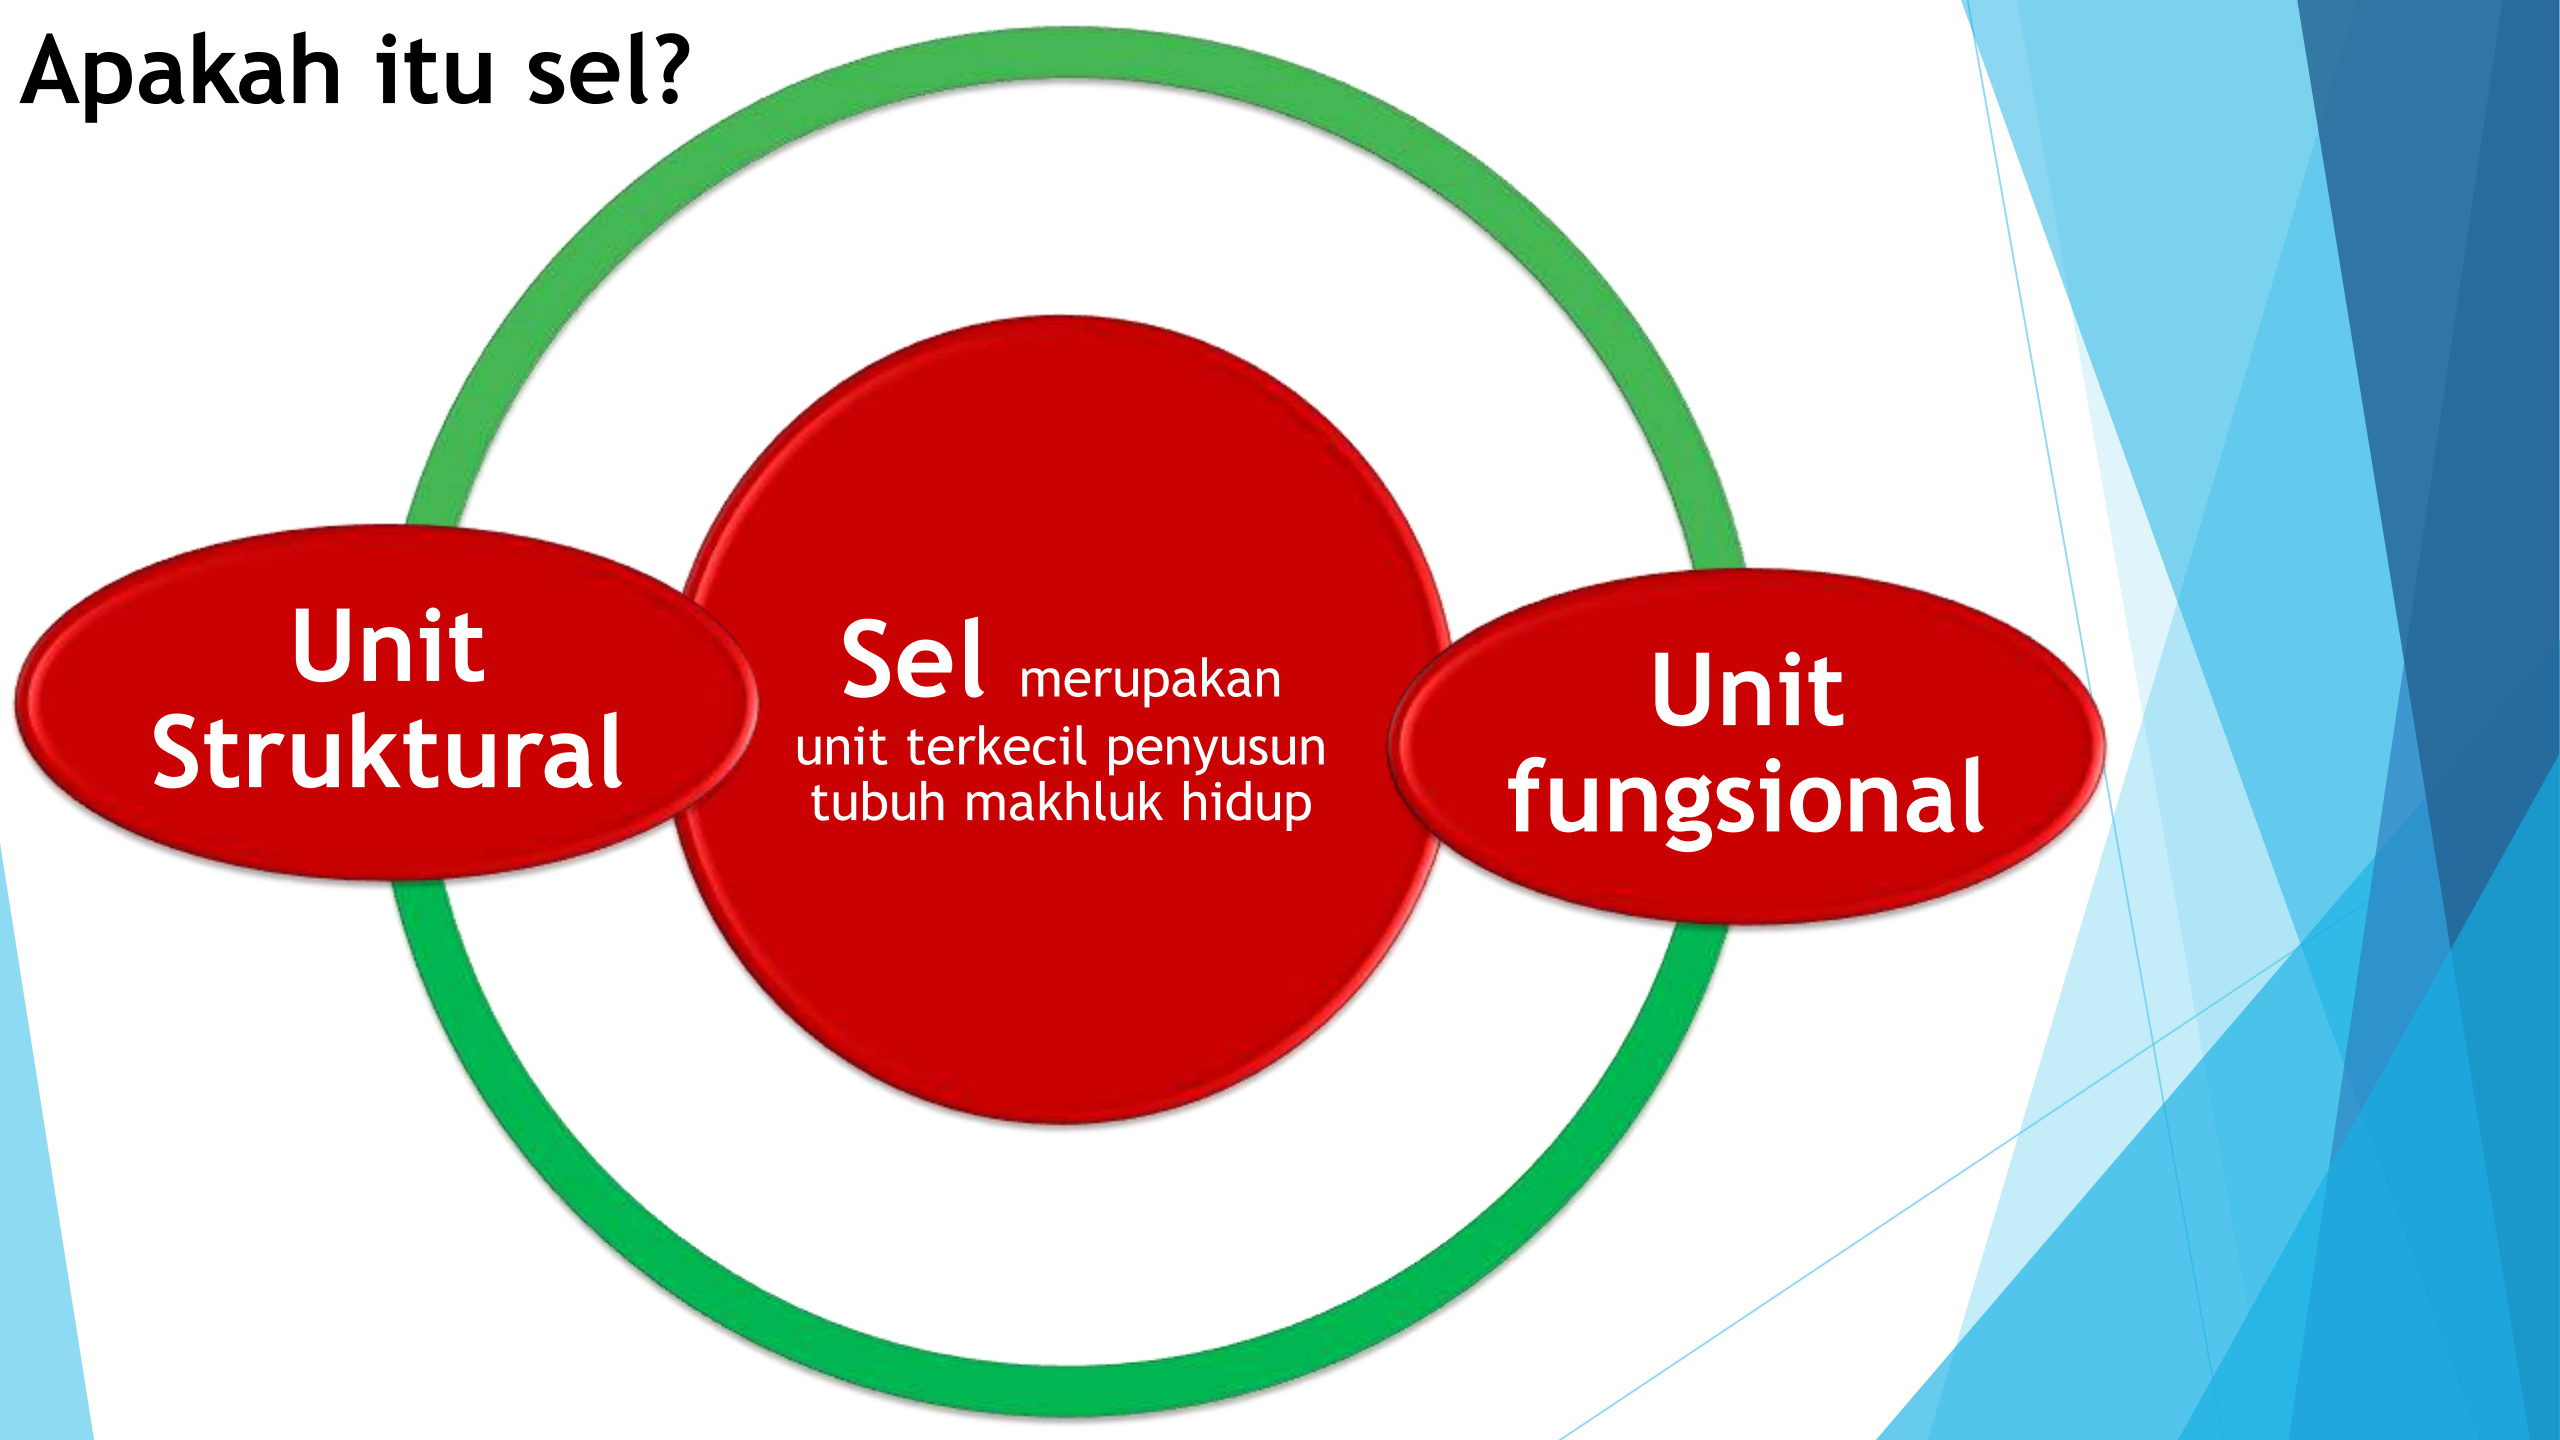 Apakah itu sel?
Unit
Struktural
Sel merupakan
unit terkecil penyusun
tubuh makhluk hidup
Unit
fungsional